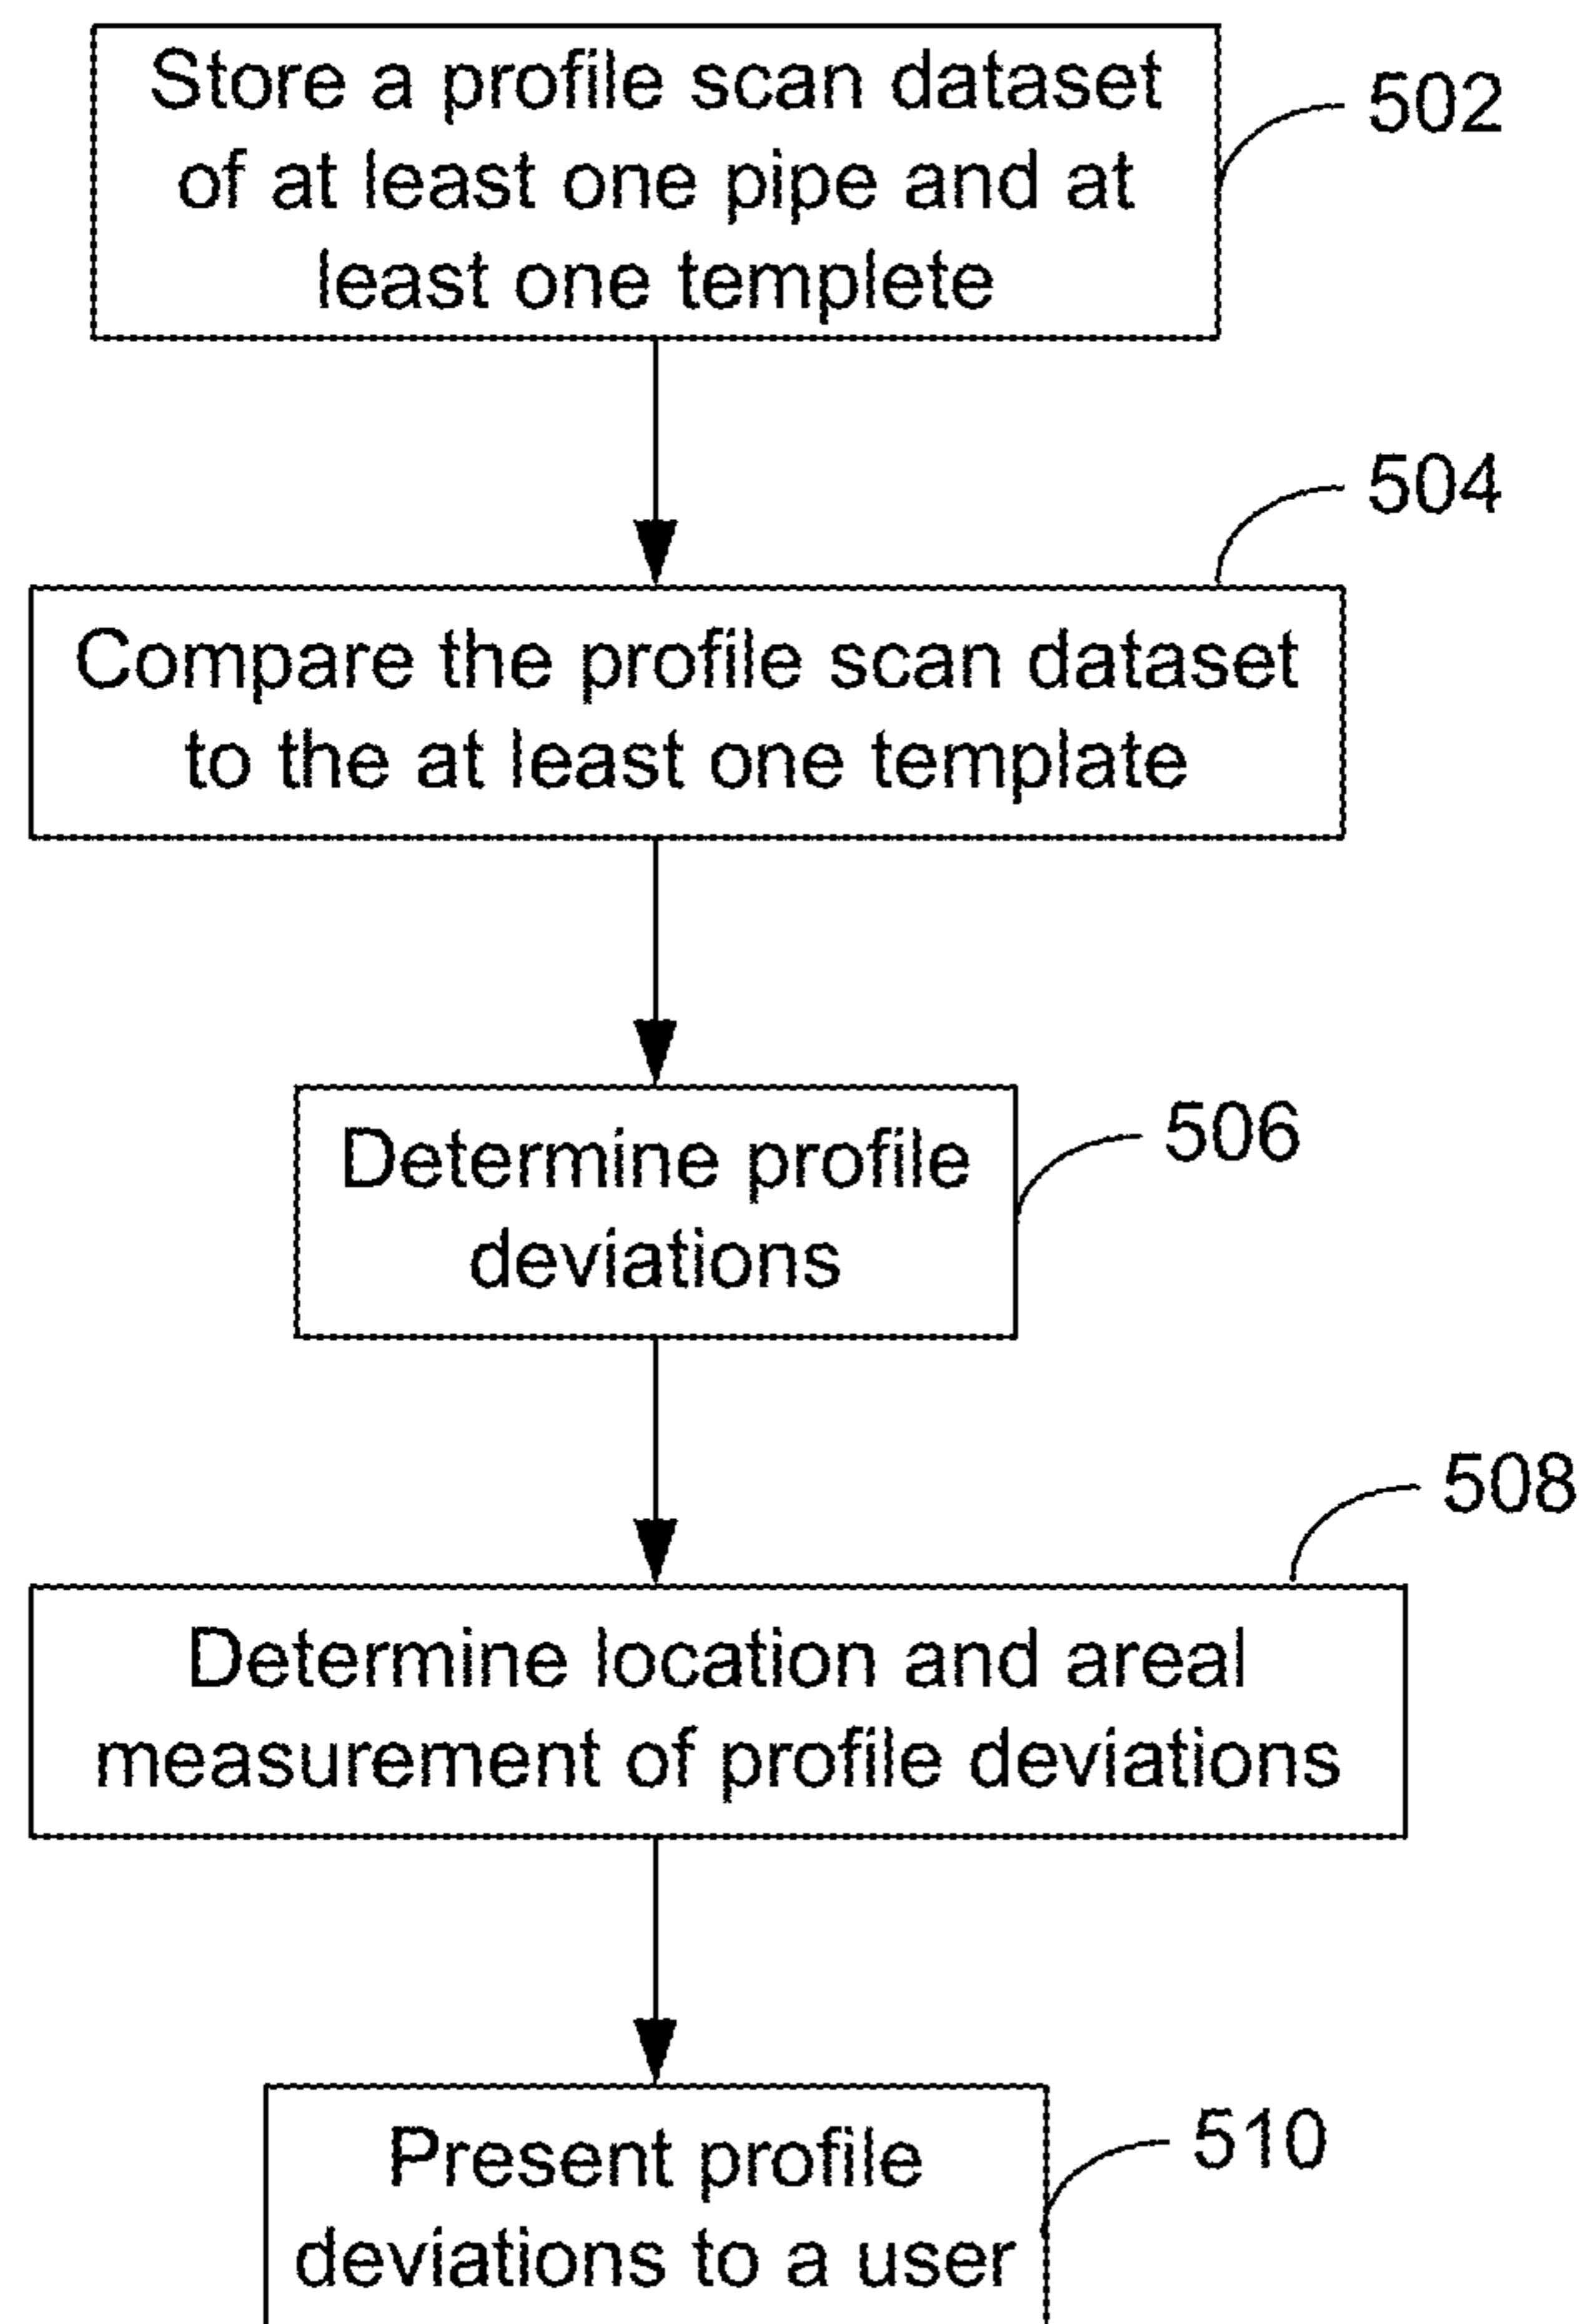 Store a profile scan dataset
of at least one pipe and at
least one templete
502
504
Compare the profile scan dataset
to the at least one template
Determine profile
deviations
506
508
Determine location and areal
measurement of profile deviations
Present profile
deviations to a user
510